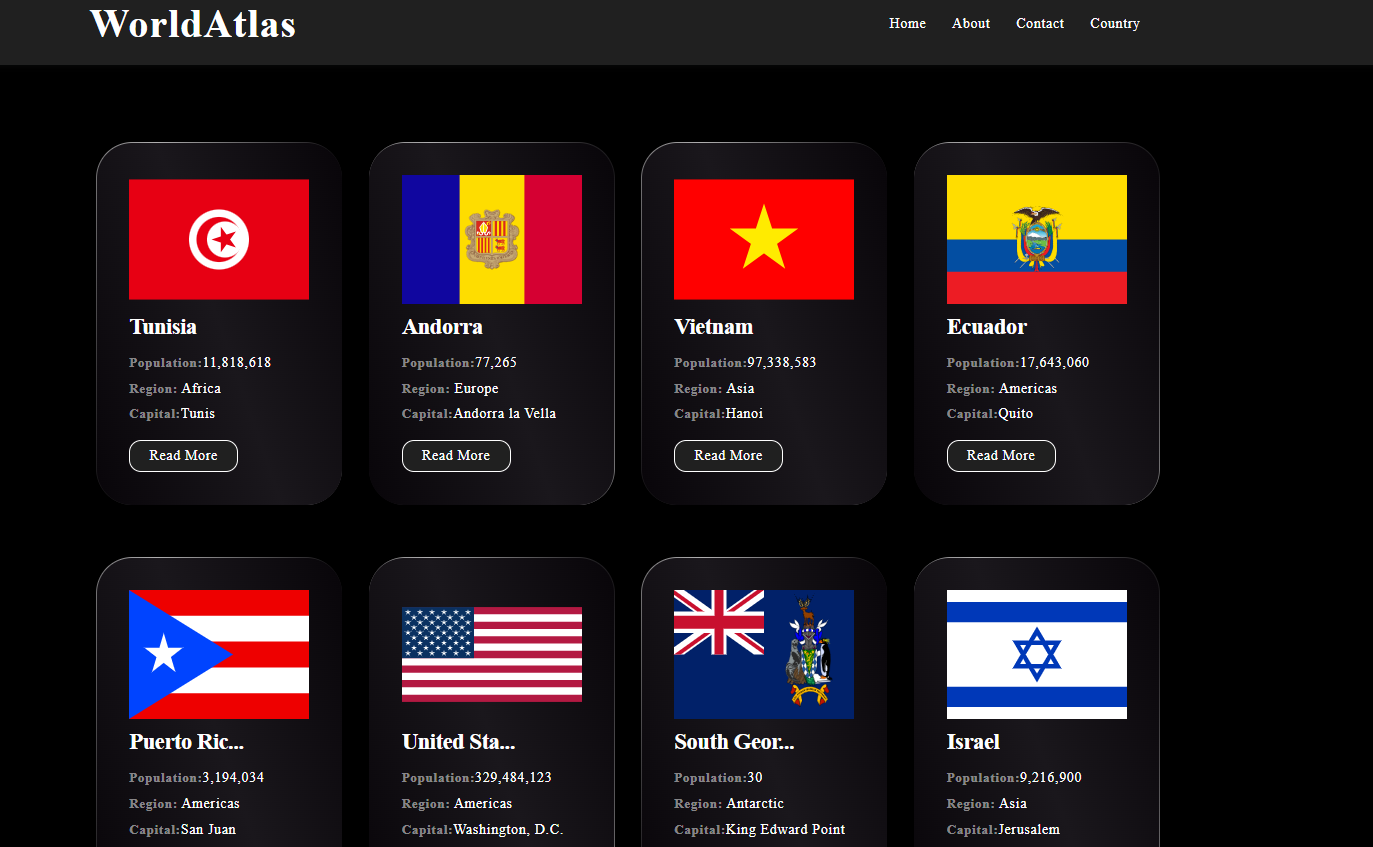 WorldAtlas
Home About Contact Country
Tunisia
Population:11,818,618
Region: Africa
Capital:Tunis
Read More
Andorra
Population:77,265
Region: Europe
Capital:Andorra la Vella
Read More
Vietnam
Population:97,338,583
Region: Asia
Capital:Hanoi
Read More
Ecuador
Population:17,643,060
Region: Americas
Capital:Quito
Read More
Puerto Ric...
Population:3,194,034
Region: Americas
Capital:San Juan
United Sta...
Population:329,484,123
Region: Americas
Capital:Washington, D.C.
South Geor...
Population:30
Region: Antarctic
Capital:King Edward Point
Israel
Population:9,216,900
Region: Asia
Capital:Jerusalem